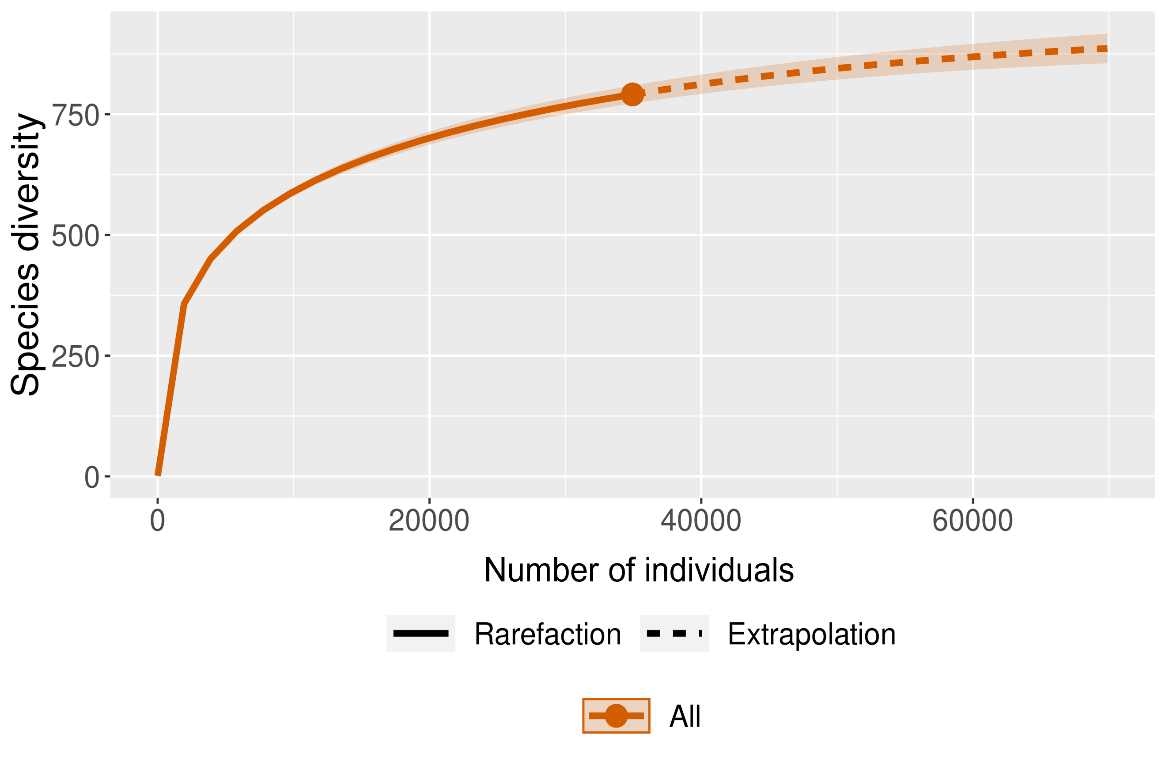 Species diversity
750
500
250
0
0 20000 40000 60000
Number of individuals
Rarefaction Extrapolation
All